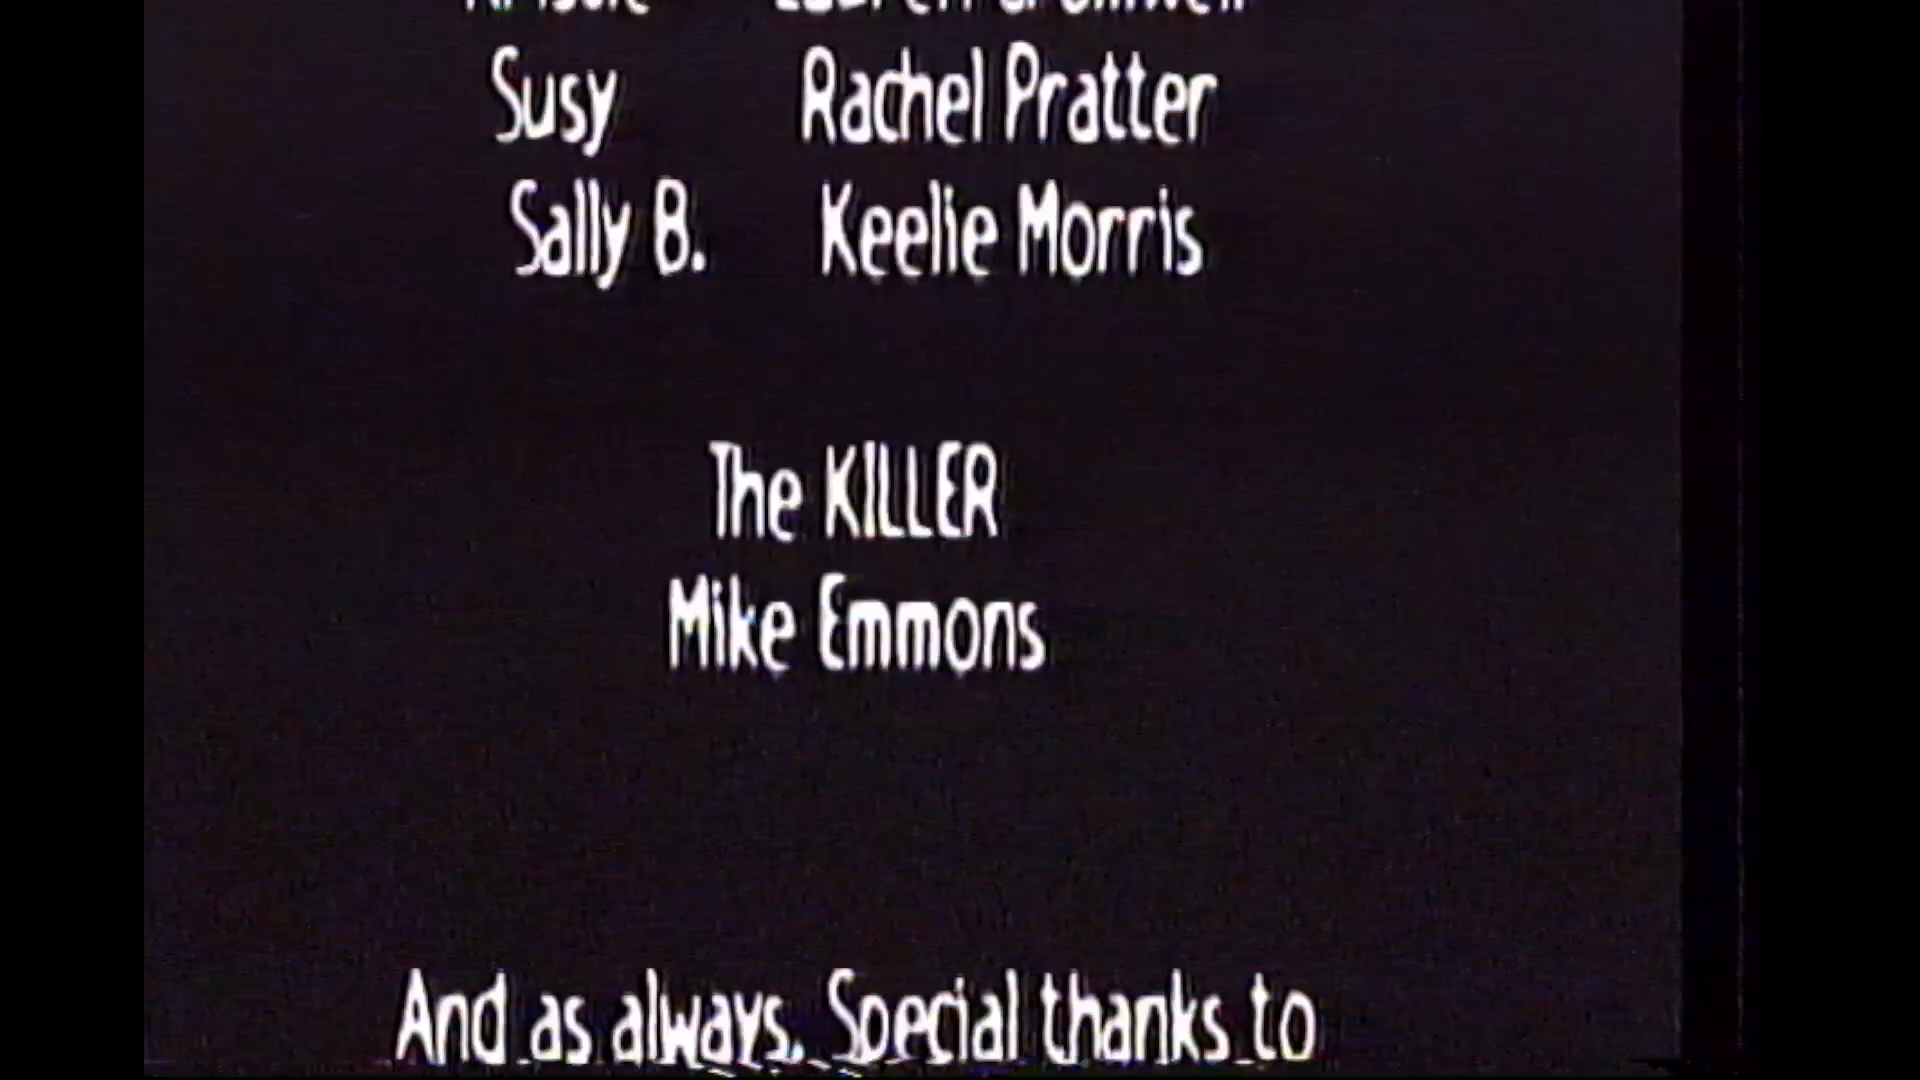 Susy Rachel Pratter
Sally B. Keelie Morris
The KILLER
Mike Emmons
And as always, Special thanks to